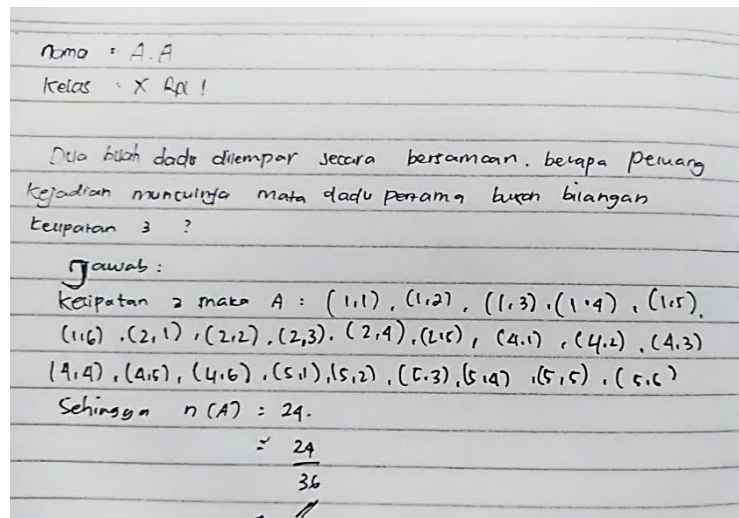 Nama : A.A
Kelas : X RPL 1
Dua buah dadu dilempar secara bersamaan. berapa Peluang
Kejadian munculnya mata dadu pertama bukan bilangan
kelipatan 3 ?
Jawab :
kelipatan 3 maka A : (1,1), (1,2), (1,3), (1,4), (1,5),
(1,6), (2,1), (2,2), (2,3), (2,4), (2,5), (4,1), (4,2), (4,3)
(4,4), (4,5), (4,6), (5,1), (5,2), (5,3), (5,4), (5,5), (5,6)
Sehingga n (A) = 24.
= 24
36